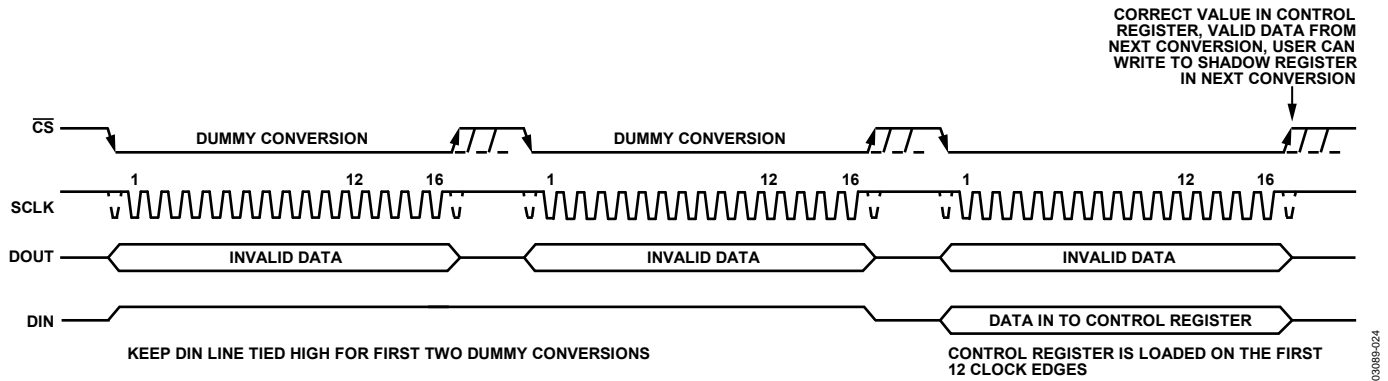 CORRECT VALUE IN CONTROL
REGISTER, VALID DATA FROM
NEXT CONVERSION, USER CAN
WRITE TO SHADOW REGISTER
IN NEXT CONVERSION
CS DUMMY CONVERSION DUMMY CONVERSION
1 12 16 1 12 16 1 12 16
SCLK
DOUT INVALID DATA INVALID DATA INVALID DATA
DIN DATA IN TO CONTROL REGISTER
KEEP DIN LINE TIED HIGH FOR FIRST TWO DUMMY CONVERSIONS
CONTROL REGISTER IS LOADED ON THE FIRST
12 CLOCK EDGES
03089-024